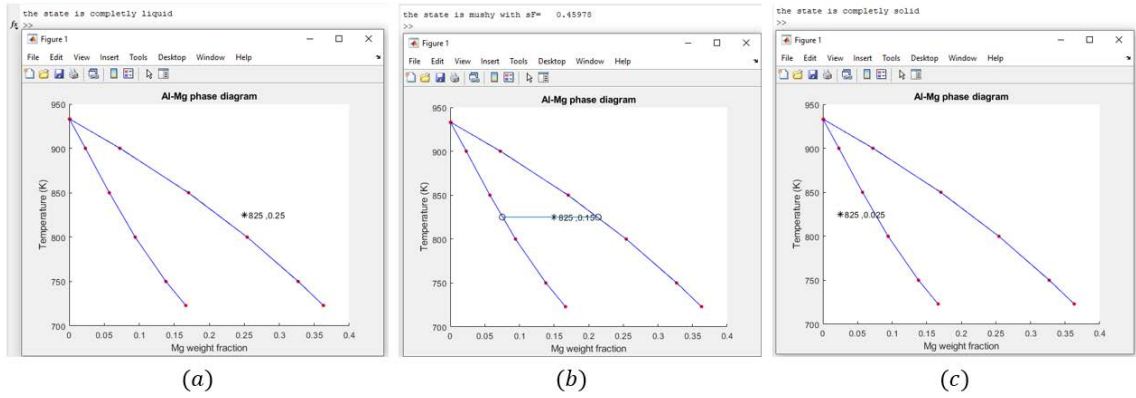 the state is completly liquid
fx >>
Figure 1
File Edit View Insert Tools Desktop Window Help
Al-Mg phase diagram
950
900
850
800
750
700
Temperature (K)
825 ,0.25
0 0.05 0.1 0.15 0.2 0.25 0.3 0.35 0.4
Mg weight fraction
(a)
the state is mushy with sF= 0.45978
>>
Figure 1
File Edit View Insert Tools Desktop Window Help
Al-Mg phase diagram
950
900
850
800
750
700
Temperature (K)
825 ,0.15
0 0.05 0.1 0.15 0.2 0.25 0.3 0.35 0.4
Mg weight fraction
(b)
the state is completly solid
>>
Figure 1
File Edit View Insert Tools Desktop Window Help
Al-Mg phase diagram
950
900
850
800
750
700
Temperature (K)
825 ,0.025
0 0.05 0.1 0.15 0.2 0.25 0.3 0.35 0.4
Mg weight fraction
(c)